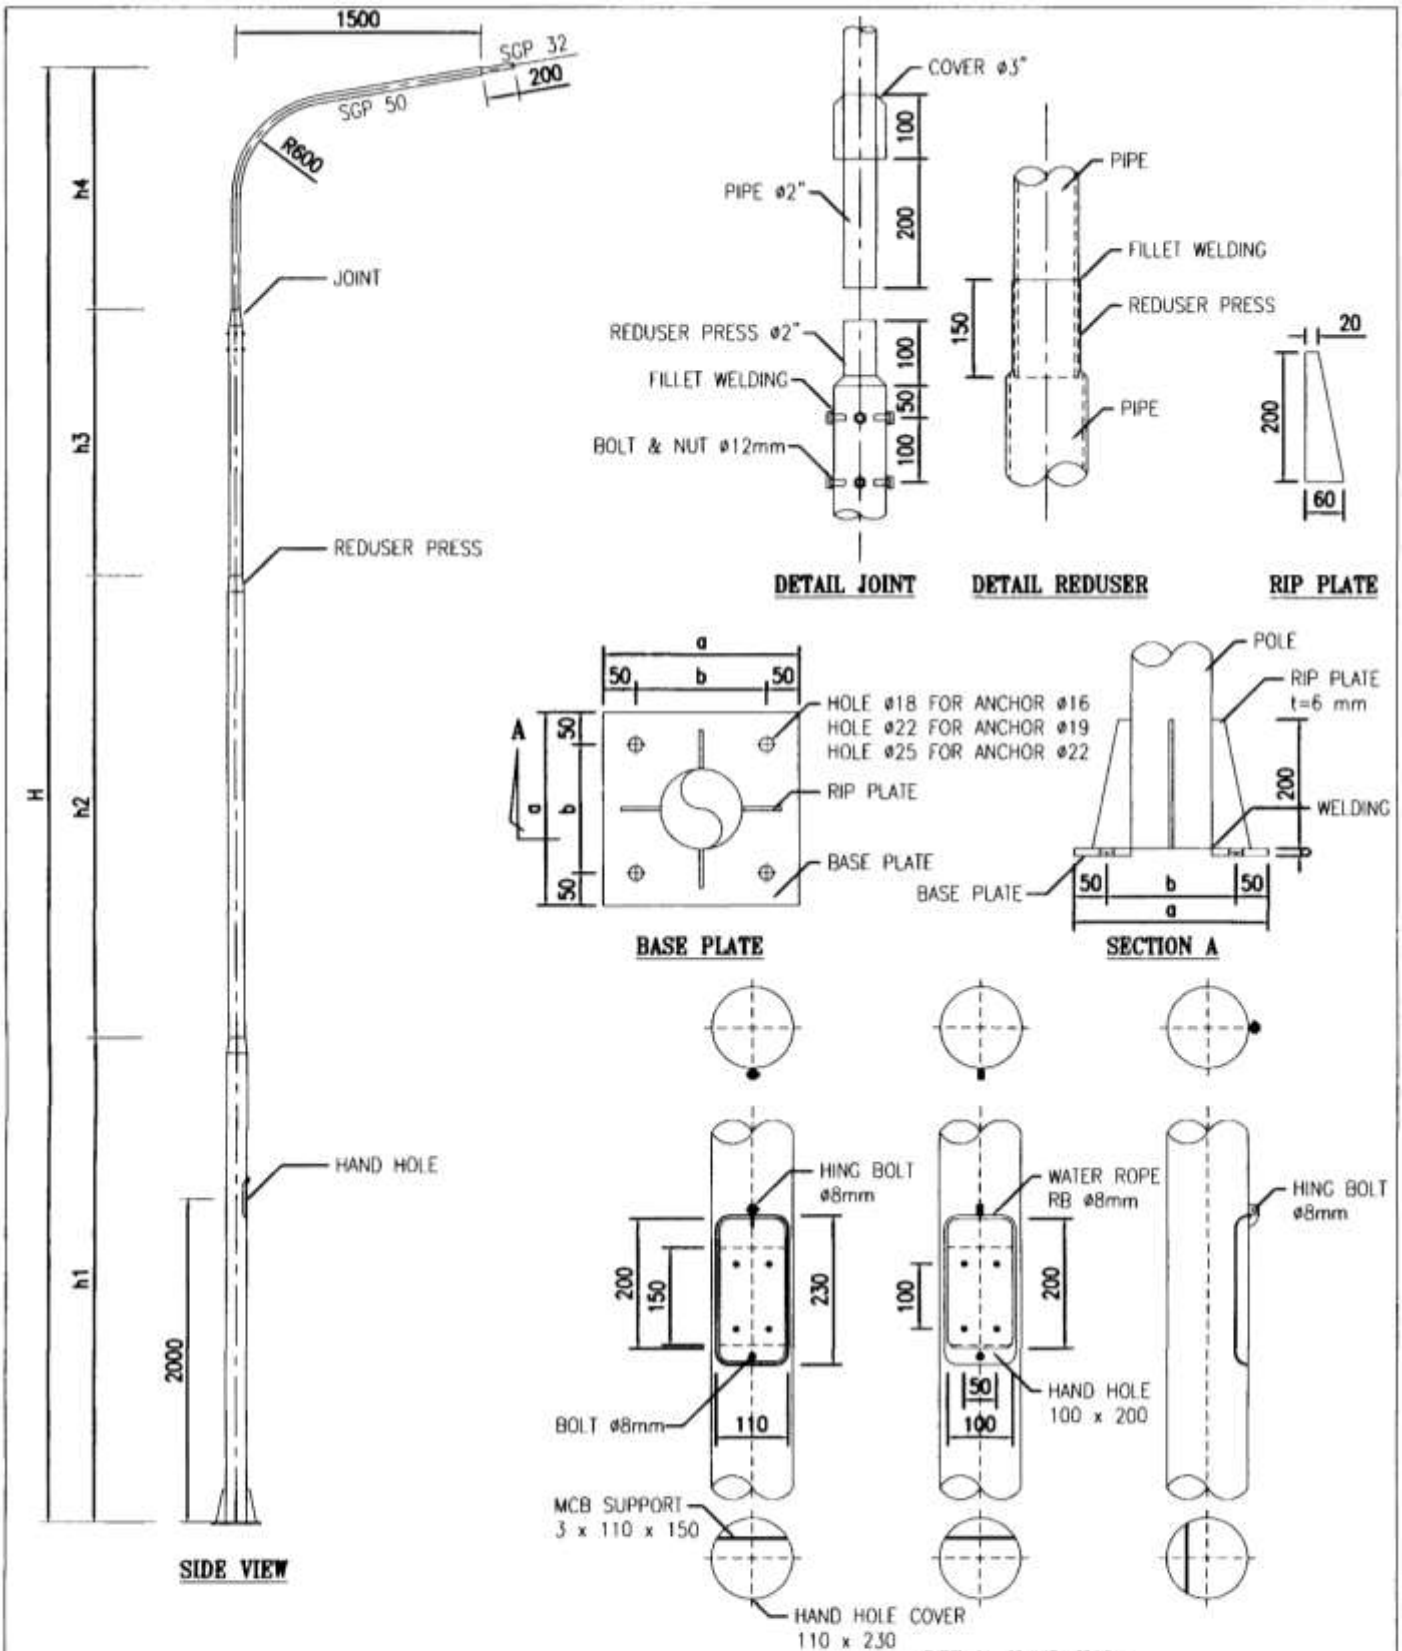 1500
SGP 32
200
SGP 50
R600
H
h4
h3
h2
h1
JOINT
REDUSER PRESS
HAND HOLE
2000
SIDE VIEW
COVER ø3"
100
PIPE ø2"
200
REDUSER PRESS ø2"
100
FILLET WELDING
50
BOLT & NUT ø12mm
100
DETAIL JOINT
PIPE
FILLET WELDING
REDUSER PRESS
150
PIPE
DETAIL REDUSER
20
200
60
RIP PLATE
a
50 b 50
A
50
a
b
50
HOLE ø18 FOR ANCHOR ø16
HOLE ø22 FOR ANCHOR ø19
HOLE ø25 FOR ANCHOR ø22
RIP PLATE
BASE PLATE
BASE PLATE
POLE
RIP PLATE
t=6 mm
200
WELDING
BASE PLATE
50 b 50
a
SECTION A
HING BOLT
ø8mm
200
150
230
BOLT ø8mm
110
WATER ROPE
RB ø8mm
100
200
50
100
HAND HOLE
100 x 200
HING BOLT
ø8mm
MCB SUPPORT
3 x 110 x 150
HAND HOLE COVER
110 x 230